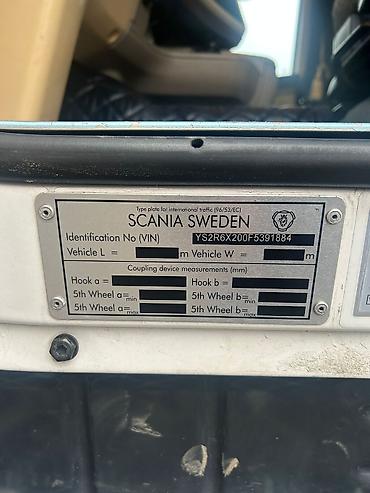 Type plate for international traffic (96/53/EC)
SCANIA SWEDEN
Identification No (VIN) YS2R6X200F5391884
Vehicle L = m Vehicle W = m
Coupling device measurements (mm)
Hook a = Hook b =
5th Wheel a=min 5th Wheel b=min
5th Wheel a=max 5th Wheel b=max